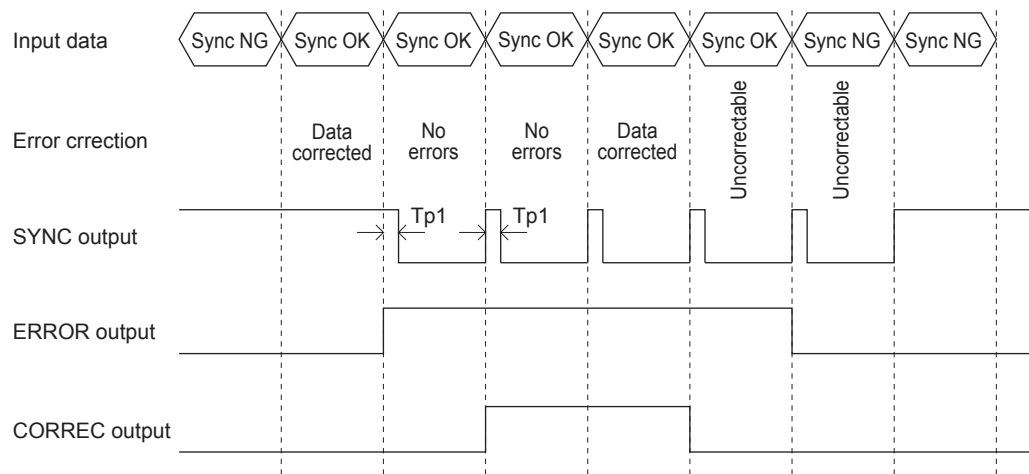 Input data
Sync NG Sync OK Sync OK Sync OK Sync OK Sync OK Sync NG Sync NG
Error crrection
Data
corrected
No
errors
No
errors
Data
corrected
Uncorrectable
Uncorrectable
SYNC output
Tp1
Tp1
ERROR output
CORREC output